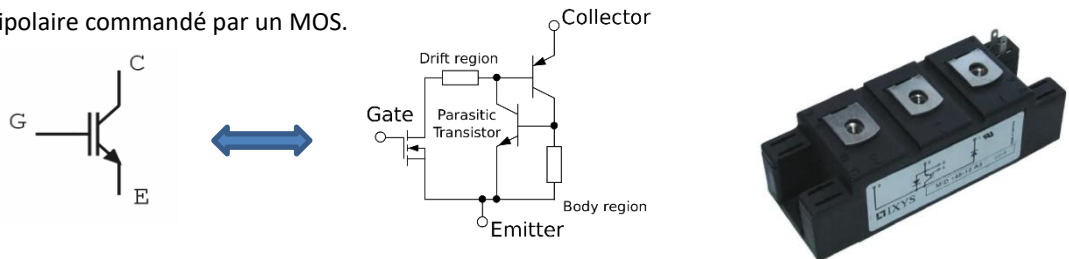 ipolaire commandé par un MOS.
C
G
E
Collector
Drift region
Gate
Parasitic
Transistor
Body region
Emitter
IXYS